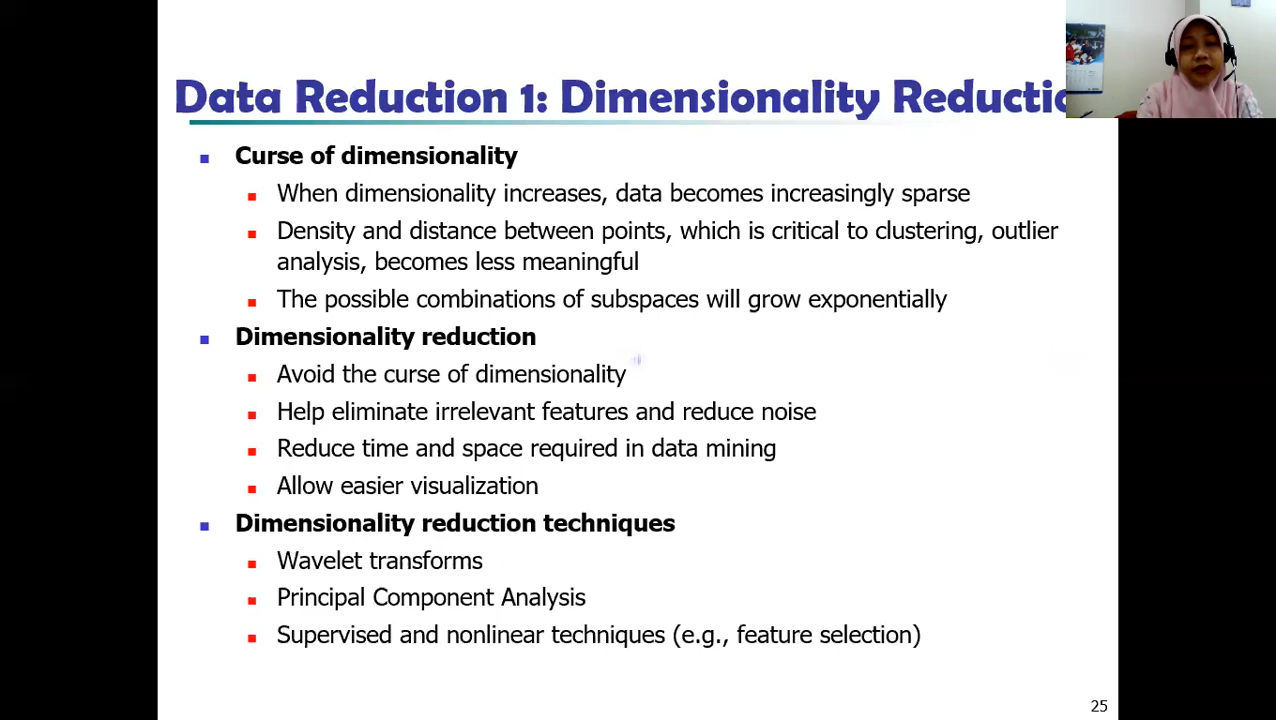 Data Reduction 1: Dimensionality Reductio
Curse of dimensionality
When dimensionality increases, data becomes increasingly sparse
Density and distance between points, which is critical to clustering, outlier
analysis, becomes less meaningful
The possible combinations of subspaces will grow exponentially
Dimensionality reduction
Avoid the curse of dimensionality
Help eliminate irrelevant features and reduce noise
Reduce time and space required in data mining
Allow easier visualization
Dimensionality reduction techniques
Wavelet transforms
Principal Component Analysis
Supervised and nonlinear techniques (e.g., feature selection)
25